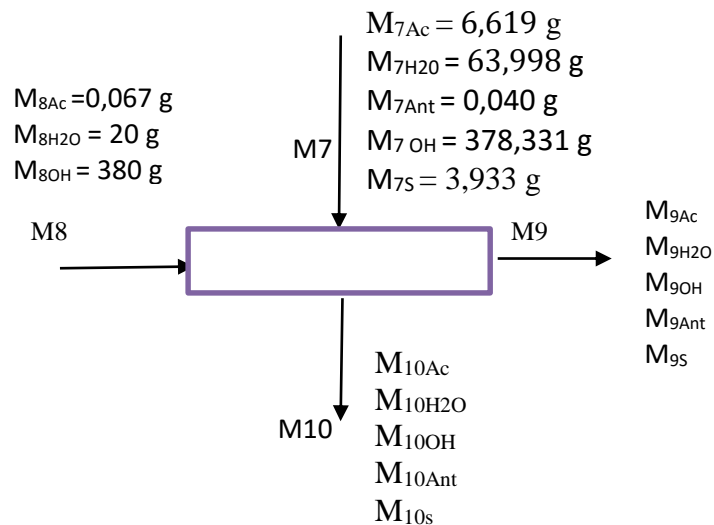 M7Ac = 6,619 g
M7H20 = 63,998 g
M7Ant = 0,040 g
M7 OH = 378,331 g
M7S = 3,933 g
M8Ac =0,067 g
M8H2O = 20 g
M8OH = 380 g
M7
M8
M9
M9Ac
M9H2O
M9OH
M9Ant
M9S
M10
M10Ac
M10H2O
M10OH
M10Ant
M10s